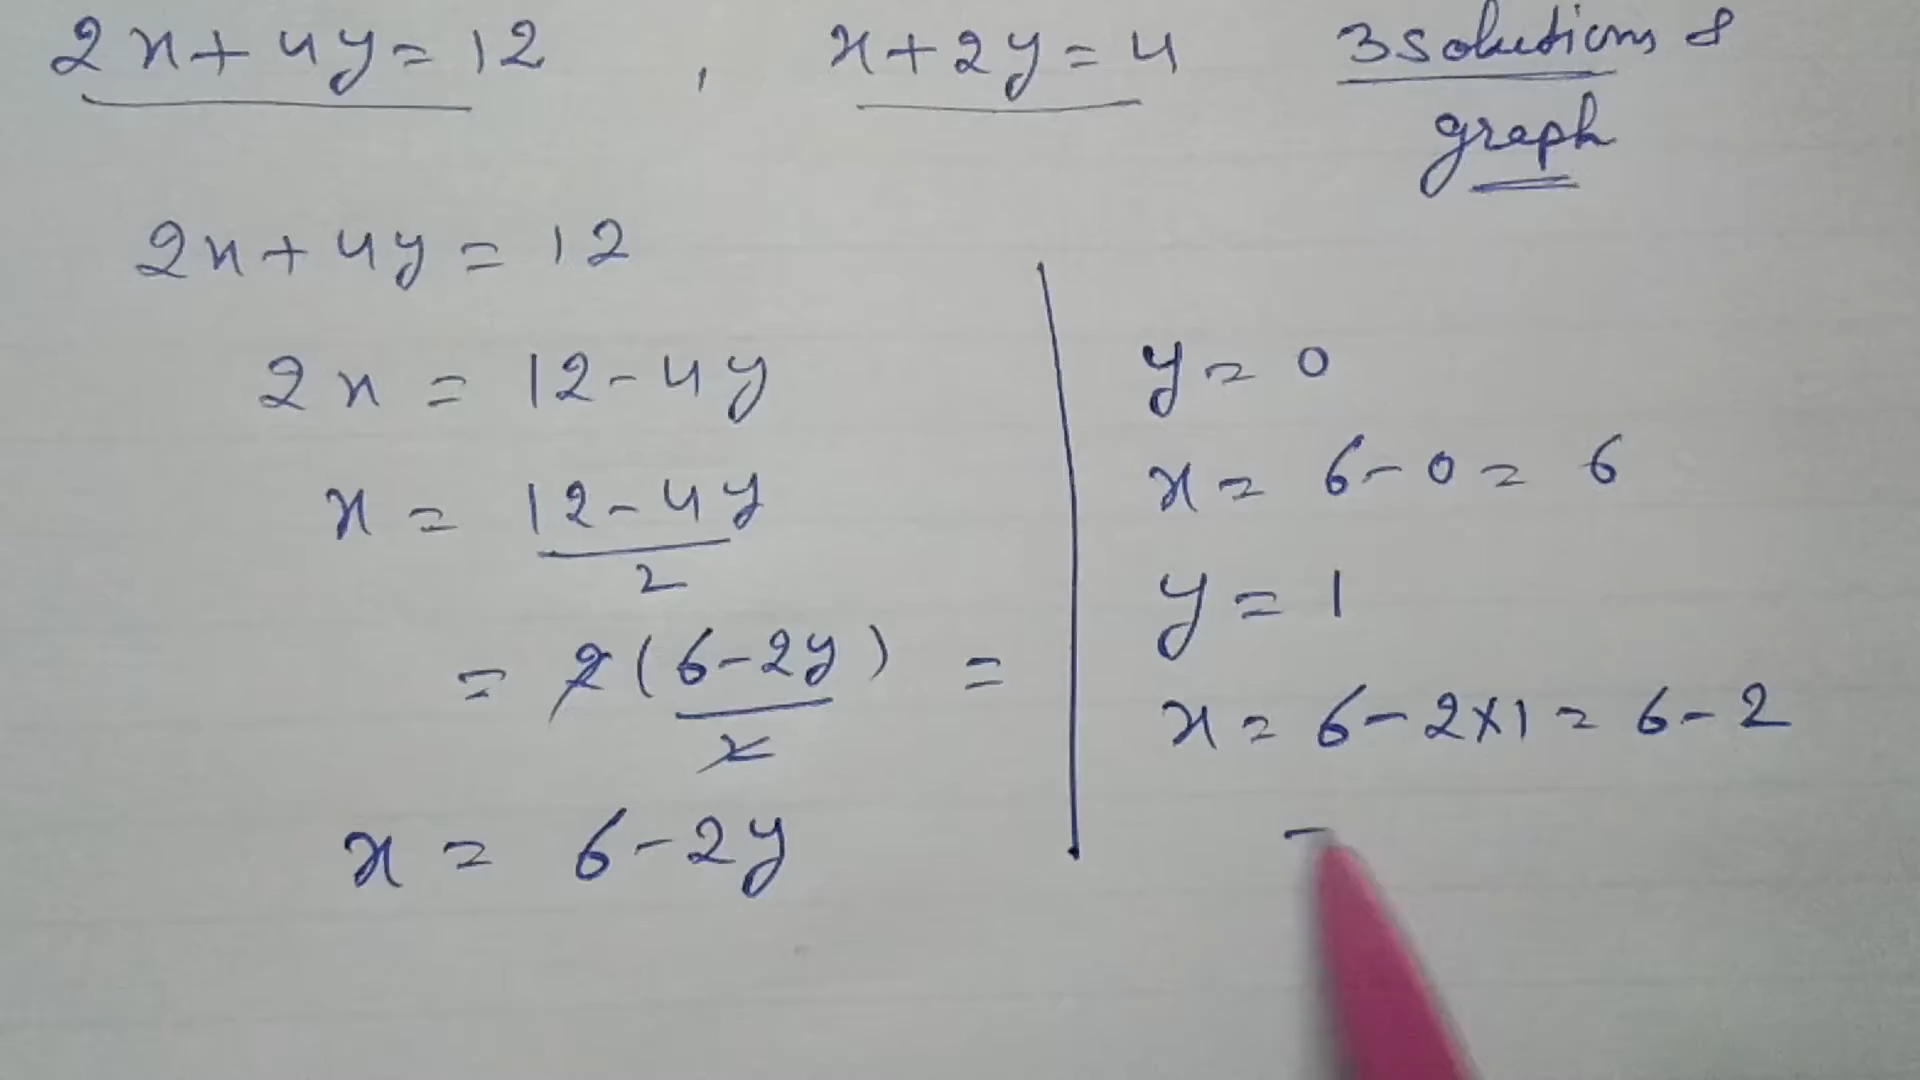 2x+4y=12 , x+2y=4 3 solutions &
graph
2x+4y=12
2x = 12-4y
x = 12-4y
2
= 2(6-2y) =
2
x = 6-2y
y = 0
x = 6-0 = 6
y = 1
x = 6-2×1 = 6-2